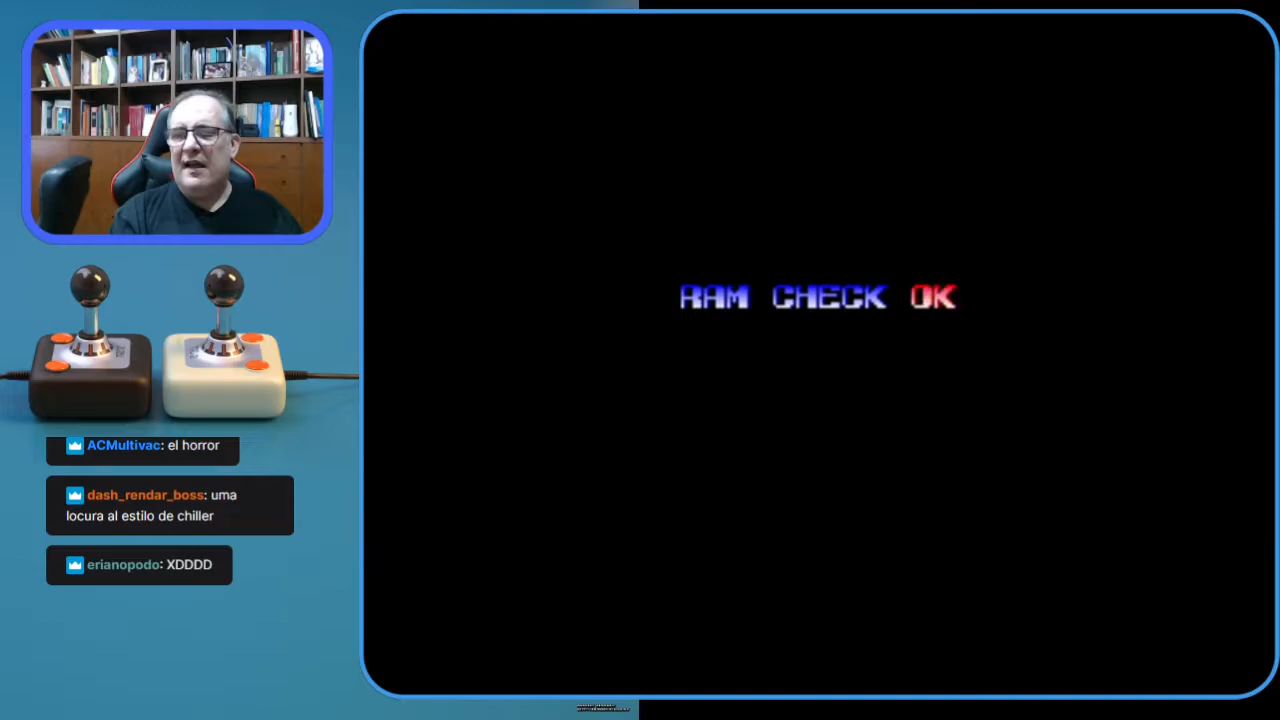 RAM CHECK OK
ACMultivac: el horror
dash_rendar_boss: uma
locura al estilo de chiller
erianopodo: XDDDD